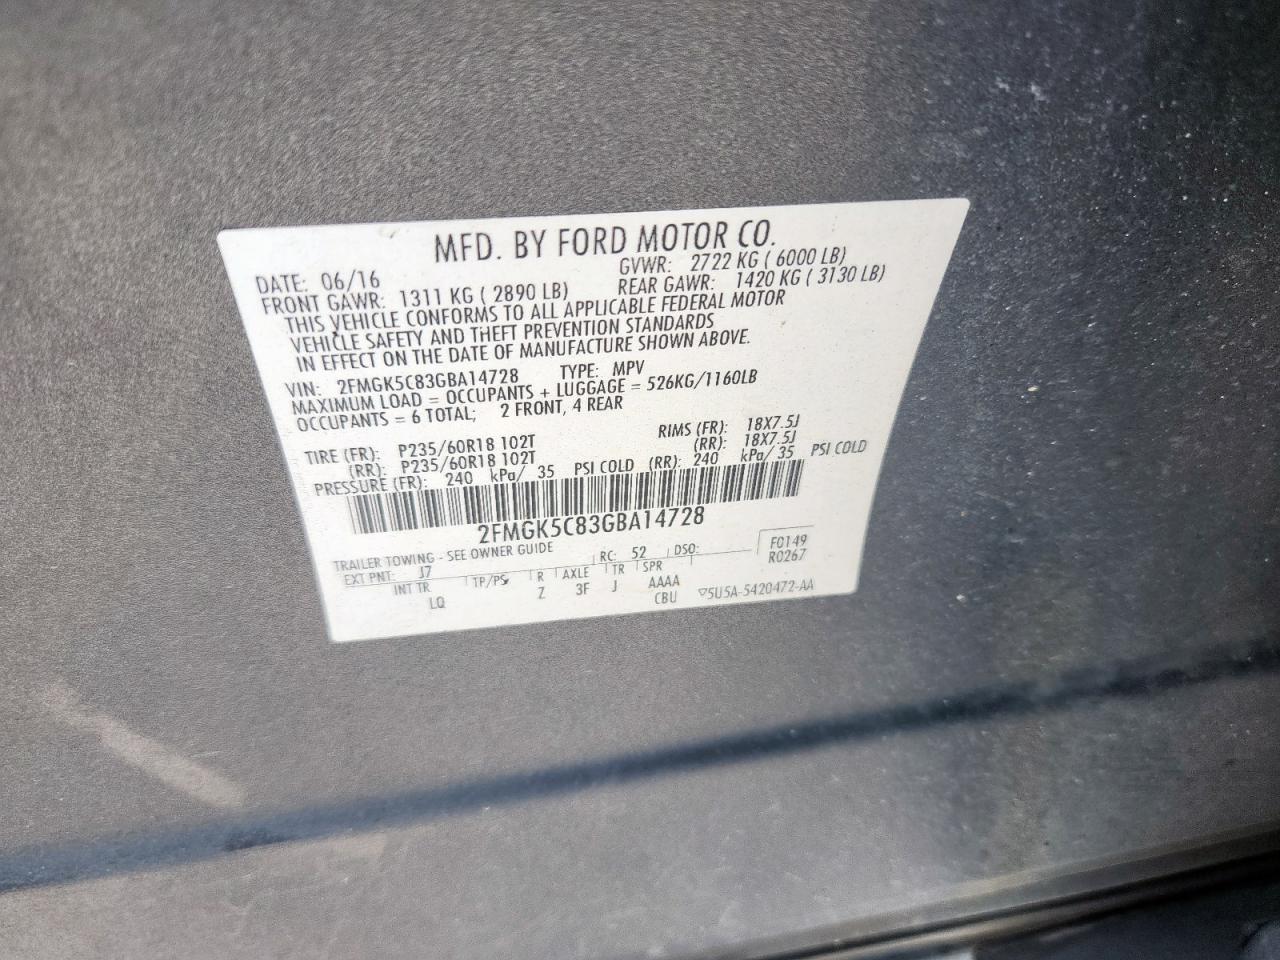 MFD. BY FORD MOTOR CO.
DATE: 06/16 GVWR: 2722 KG ( 6000 LB)
FRONT GAWR: 1311 KG ( 2890 LB) REAR GAWR: 1420 KG ( 3130 LB)
THIS VEHICLE CONFORMS TO ALL APPLICABLE FEDERAL MOTOR
VEHICLE SAFETY AND THEFT PREVENTION STANDARDS
IN EFFECT ON THE DATE OF MANUFACTURE SHOWN ABOVE.
VIN: 2FMGK5C83GBA14728 TYPE: MPV
MAXIMUM LOAD = OCCUPANTS + LUGGAGE = 526KG/1160LB
OCCUPANTS = 6 TOTAL; 2 FRONT, 4 REAR
TIRE (FR): P235/60R18 102T RIMS (FR): 18X7.5J
(RR): P235/60R18 102T (RR): 18X7.5J
PRESSURE (FR): 240 kPa/ 35 PSI COLD (RR): 240 kPa/ 35 PSI COLD
2FMGK5C83GBA14728
TRAILER TOWING - SEE OWNER GUIDE RC: 52 DSO: F0149
EXT PNT: J7 R0267
INT TR TP/PS R AXLE TR SPR
LQ Z 3F J AAAA
CBU ▽5U5A-5420472-AA